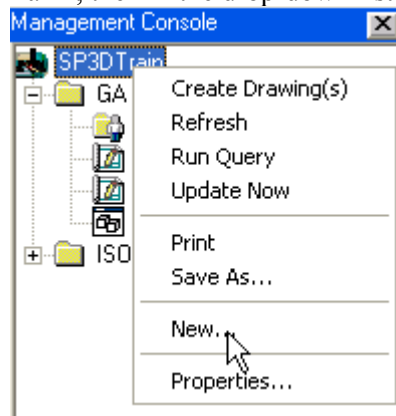 Management Console
SP3DTrain
GA
Create Drawing(s)
Refresh
Run Query
Update Now
ISO
Print
Save As...
New...
Properties...